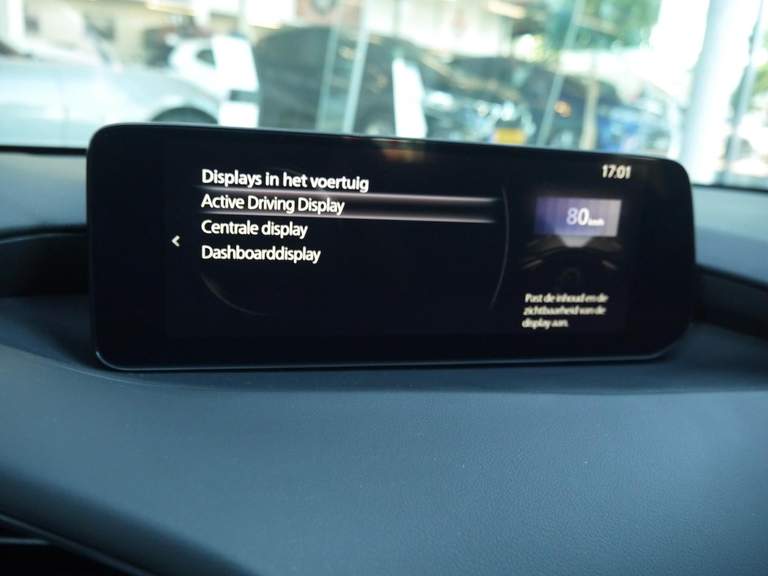 17:01
Displays in het voertuig
Active Driving Display
Centrale display
Dashboarddisplay
80 km/h
Past de inhoud en de
zichtbaarheid van de
display aan.